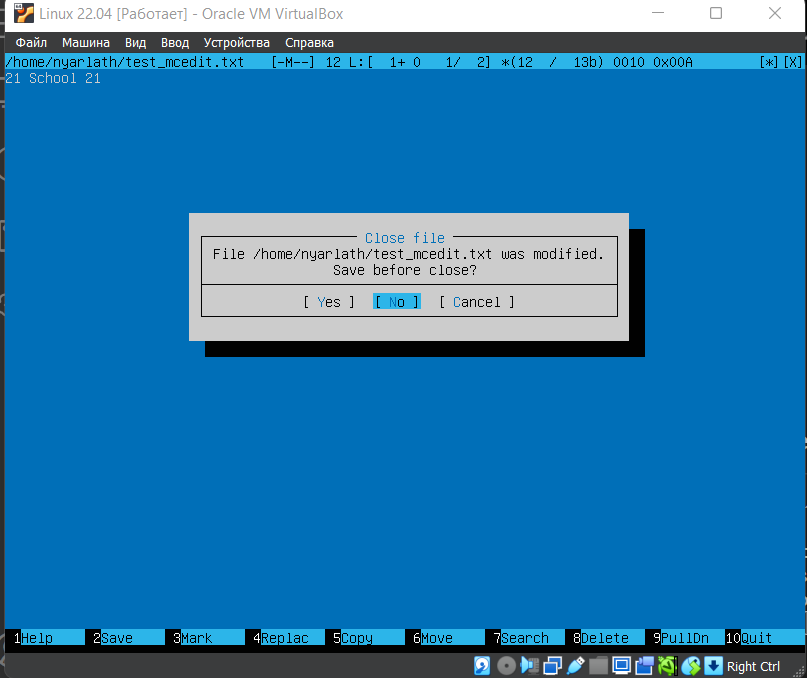 Linux 22.04 [Работает] - Oracle VM VirtualBox
Файл Машина Вид Ввод Устройства Справка
/home/nyarlath/test_mcedit.txt [-M--] 12 L:[ 1+ 0 1/ 2] *(12 / 13b) 0010 0x00A [*][X]
21 School 21
Close file
File /home/nyarlath/test_mcedit.txt was modified.
Save before close?
[ Yes ] [ No ] [ Cancel ]
1Help 2Save 3Mark 4Replac 5Copy 6Move 7Search 8Delete 9PullDn 10Quit
Right Ctrl